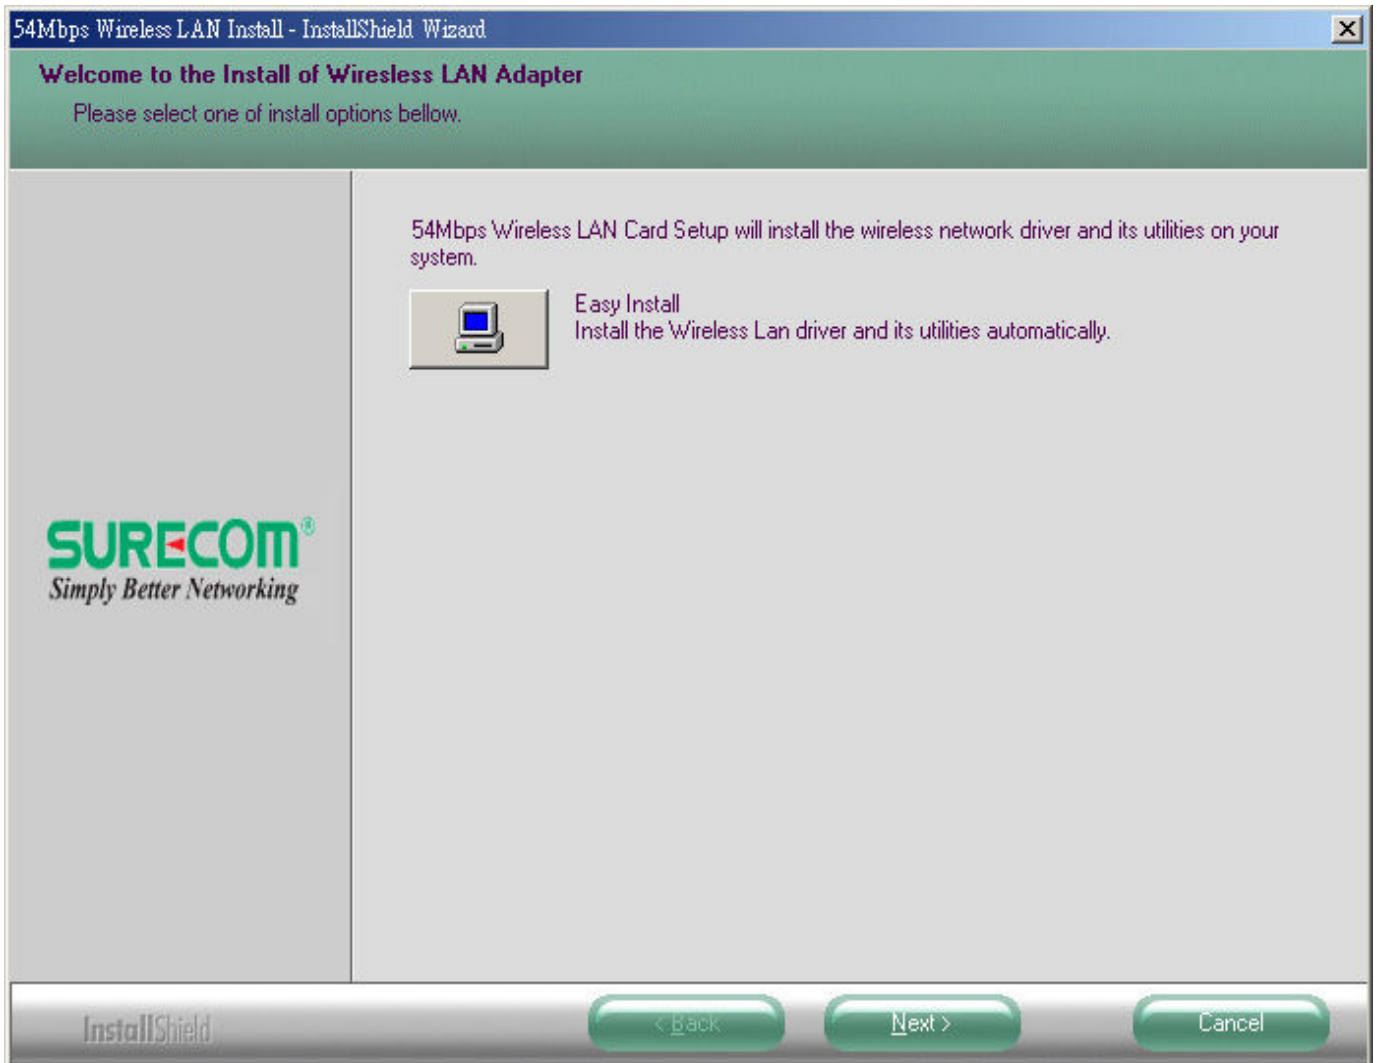 54Mbps Wireless LAN Install - InstallShield Wizard
Welcome to the Install of Wiresless LAN Adapter
Please select one of install options bellow.
54Mbps Wireless LAN Card Setup will install the wireless network driver and its utilities on your
system.
Easy Install
Install the Wireless Lan driver and its utilities automatically.
SURECOM®
Simply Better Networking
InstallShield
< Back
Next >
Cancel